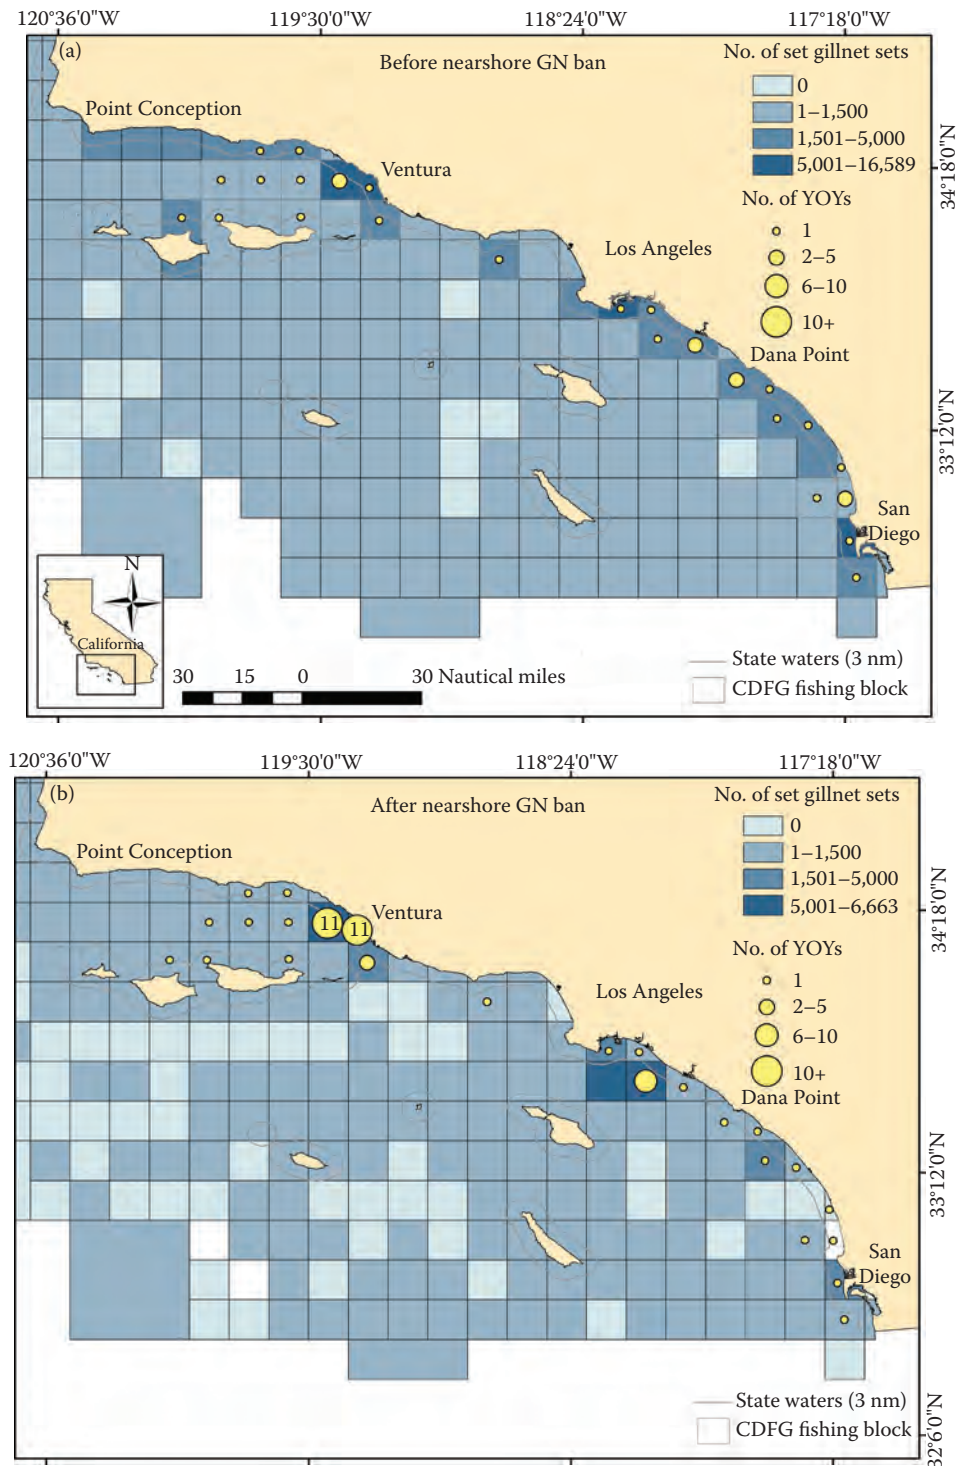 120°36'0"W 119°30'0"W 118°24'0"W 117°18'0"W
(a)
Before nearshore GN ban
No. of set gillnet sets
0
1–1,500
1,501–5,000
5,001–16,589
No. of YOYs
1
2–5
6–10
10+
Point Conception
Ventura
Los Angeles
Dana Point
San
Diego
34°18'0"N
33°12'0"N
N
California
30 15 0 30 Nautical miles
State waters (3 nm)
CDFG fishing block
120°36'0"W 119°30'0"W 118°24'0"W 117°18'0"W
(b)
After nearshore GN ban
No. of set gillnet sets
0
1–1,500
1,501–5,000
5,001–6,663
No. of YOYs
1
2–5
6–10
10+
Point Conception
Ventura
11 11
Los Angeles
Dana Point
San
Diego
34°18'0"N
33°12'0"N
32°6'0"N
State waters (3 nm)
CDFG fishing block